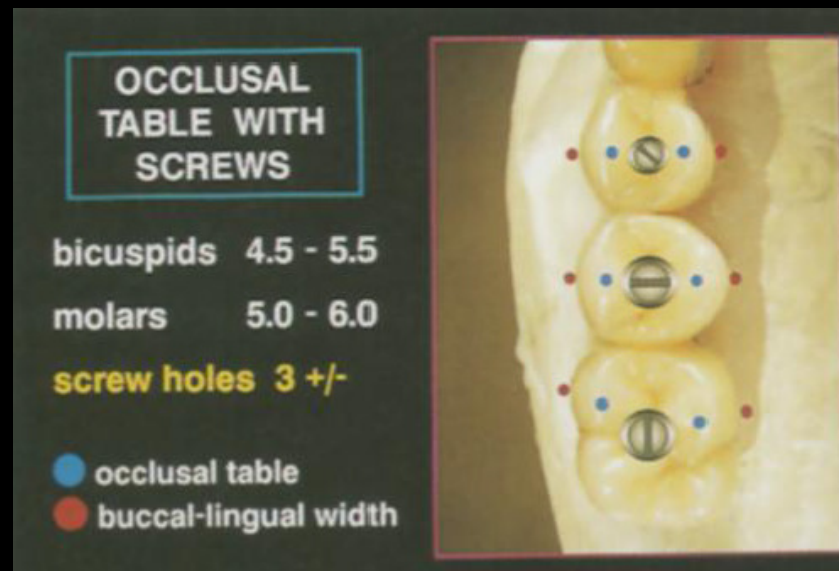 OCCLUSAL
TABLE WITH
SCREWS
bicuspids 4.5 - 5.5
molars 5.0 - 6.0
screw holes 3 +/-
occlusal table
buccal-lingual width